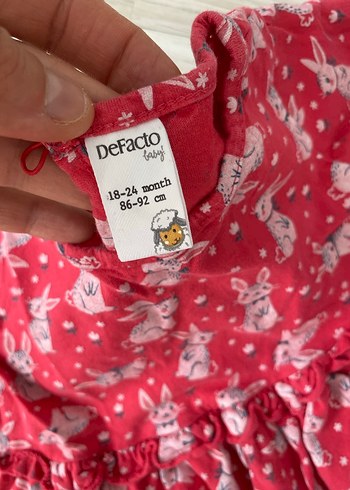 DeFacto
baby
18-24 month
86-92 cm